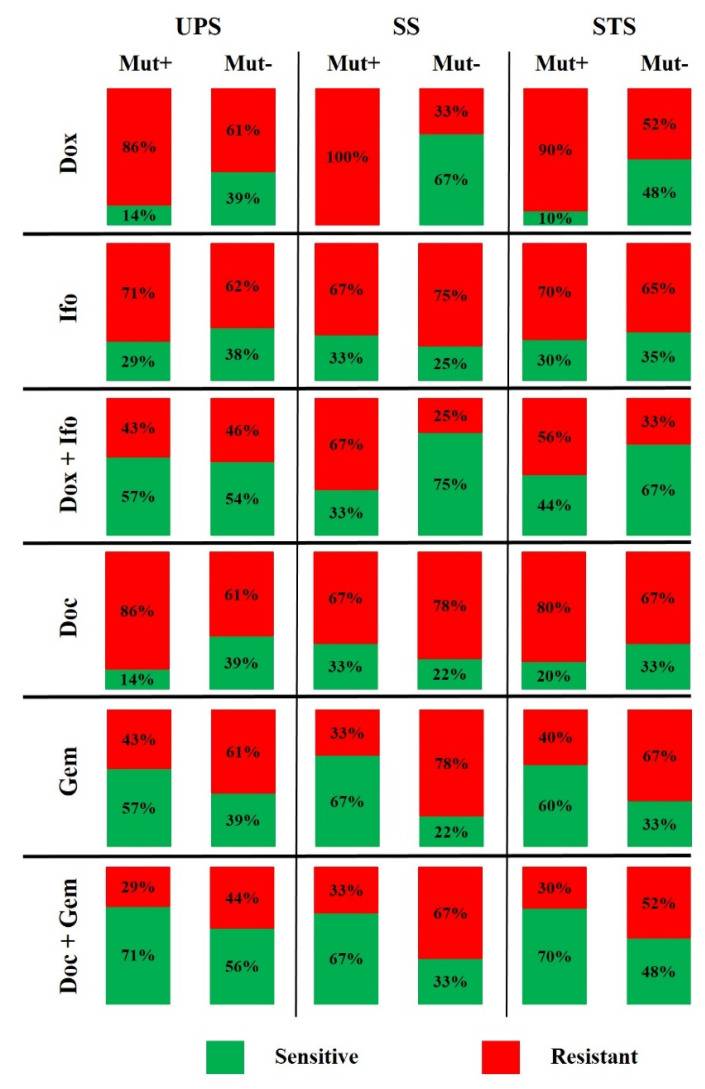 UPS SS STS
Mut+ Mut- Mut+ Mut- Mut+ Mut-
Dox
86% 61% 100% 33% 90% 52%
14% 39% 67% 10% 48%
Ifo
71% 62% 67% 75% 70% 65%
29% 38% 33% 25% 30% 35%
Dox + Ifo
43% 46% 67% 25% 56% 33%
57% 54% 33% 75% 44% 67%
Doc
86% 61% 67% 78% 80% 67%
14% 39% 33% 22% 20% 33%
Gem
43% 61% 33% 78% 40% 67%
57% 39% 67% 22% 60% 33%
Doc + Gem
29% 44% 33% 67% 30% 52%
71% 56% 67% 33% 70% 48%
Sensitive Resistant